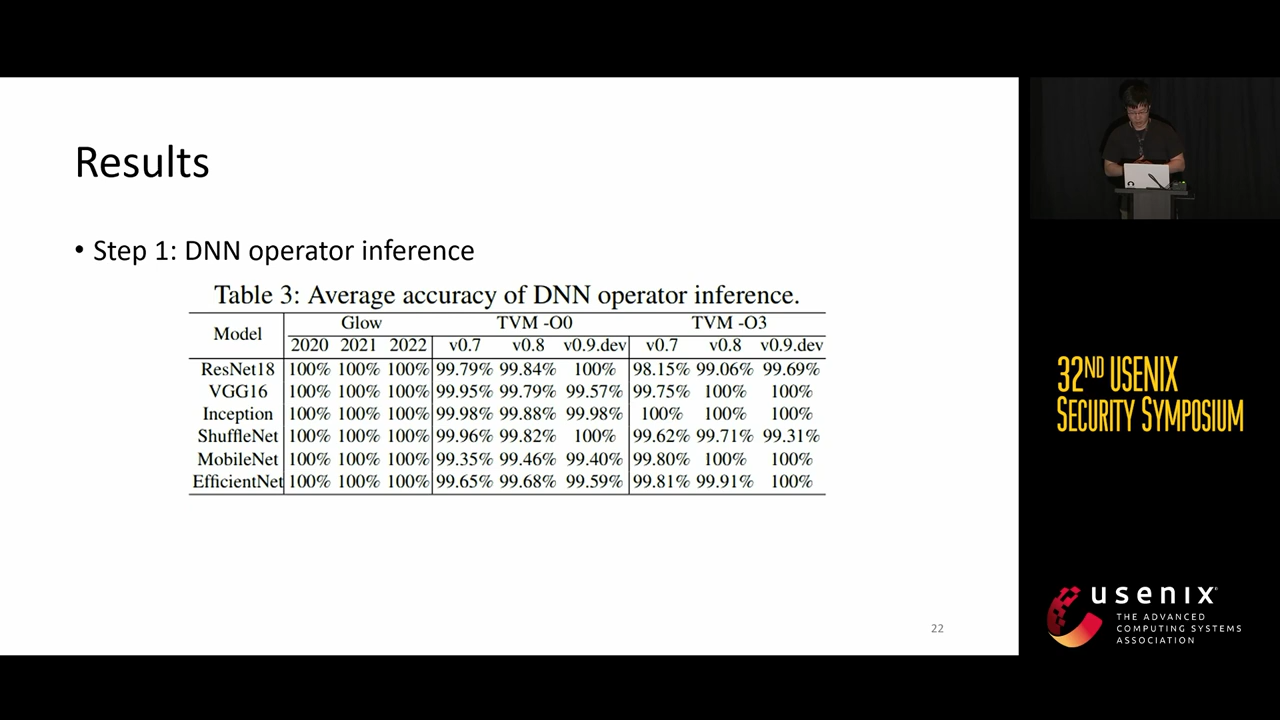 Results
• Step 1: DNN operator inference
Table 3: Average accuracy of DNN operator inference.
Model Glow TVM -O0 TVM -O3
2020 2021 2022 v0.7 v0.8 v0.9.dev v0.7 v0.8 v0.9.dev
ResNet18 100% 100% 100% 99.79% 99.84% 100% 98.15% 99.06% 99.69%
VGG16 100% 100% 100% 99.95% 99.79% 99.57% 99.75% 100% 100%
Inception 100% 100% 100% 99.98% 99.88% 99.98% 100% 100% 100%
ShuffleNet 100% 100% 100% 99.96% 99.82% 100% 99.62% 99.71% 99.31%
MobileNet 100% 100% 100% 99.35% 99.46% 99.40% 99.80% 100% 100%
EfficientNet 100% 100% 100% 99.65% 99.68% 99.59% 99.81% 99.91% 100%
22
32ND USENIX
SECURITY SYMPOSIUM
usenix
THE ADVANCED
COMPUTING SYSTEMS
ASSOCIATION